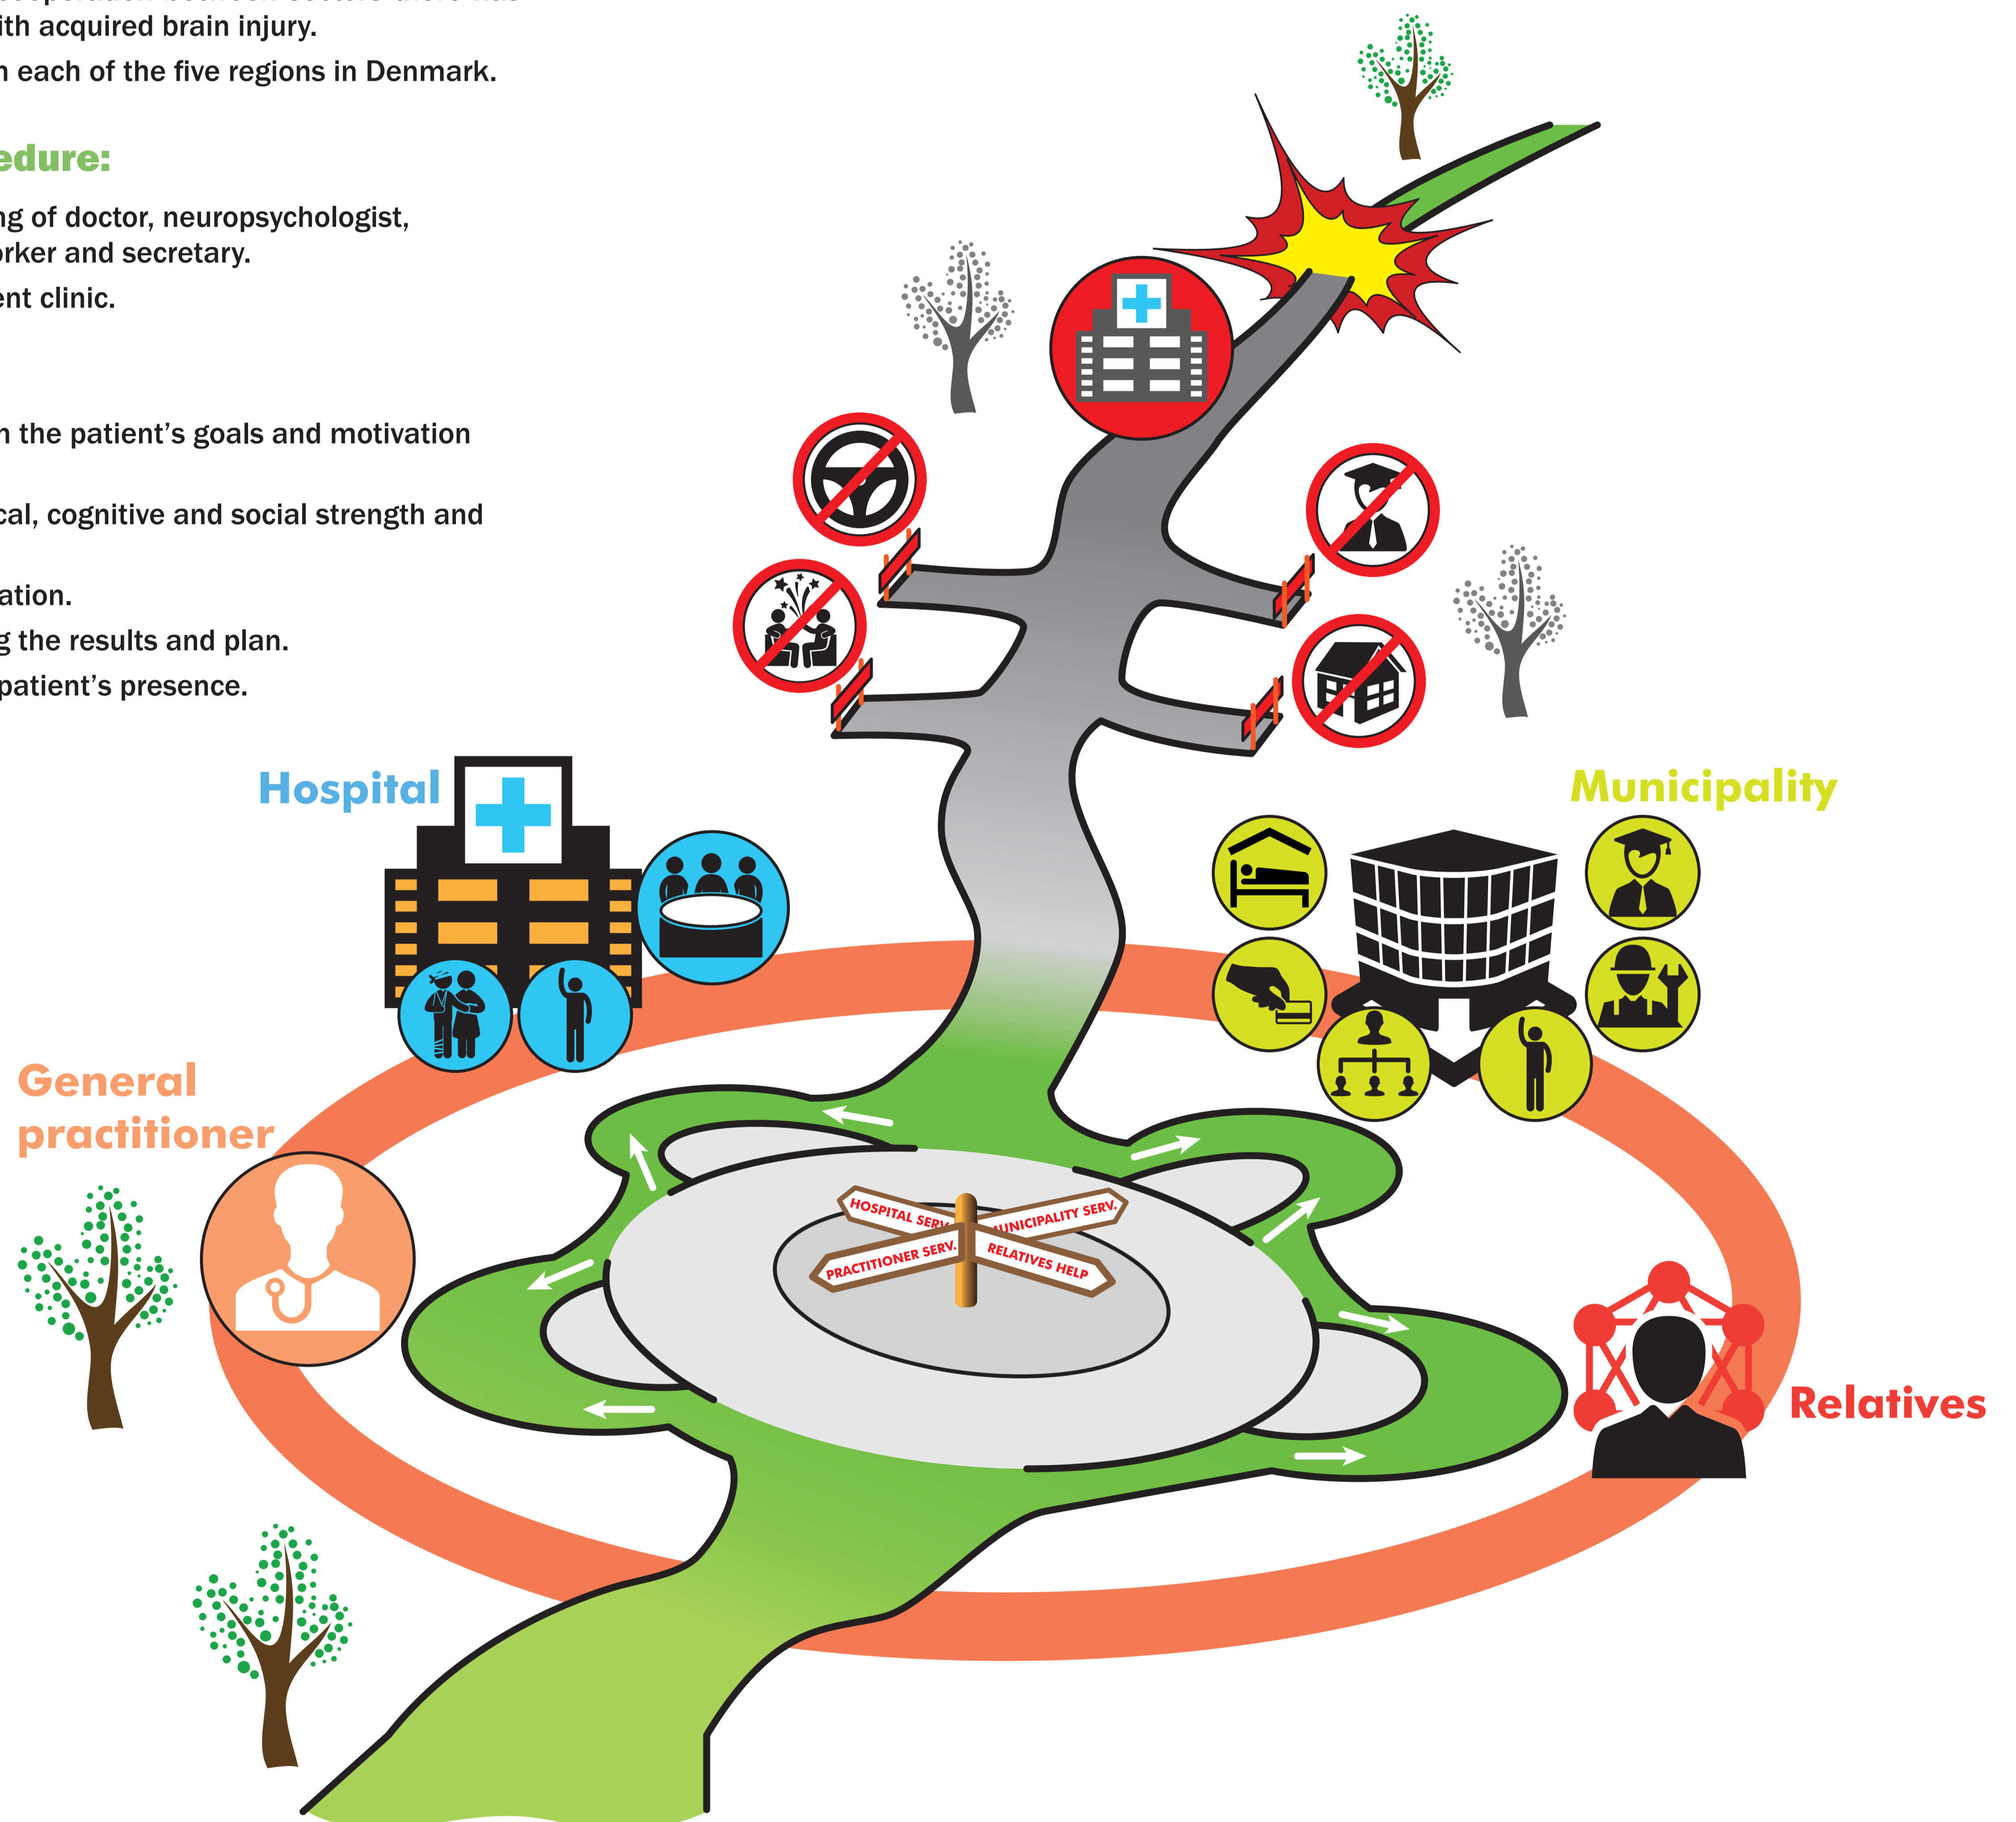 ith acquired brain injury.
n each of the five regions in Denmark.
edure:
ng of doctor, neuropsychologist,
orker and secretary.
ent clinic.
n the patient's goals and motivation
cal, cognitive and social strength and
ation.
g the results and plan.
patient's presence.
Hospital
Municipality
General
practitioner
HOSPITAL SERV.
MUNICIPALITY SERV.
PRACTITIONER SERV.
RELATIVES HELP
Relatives